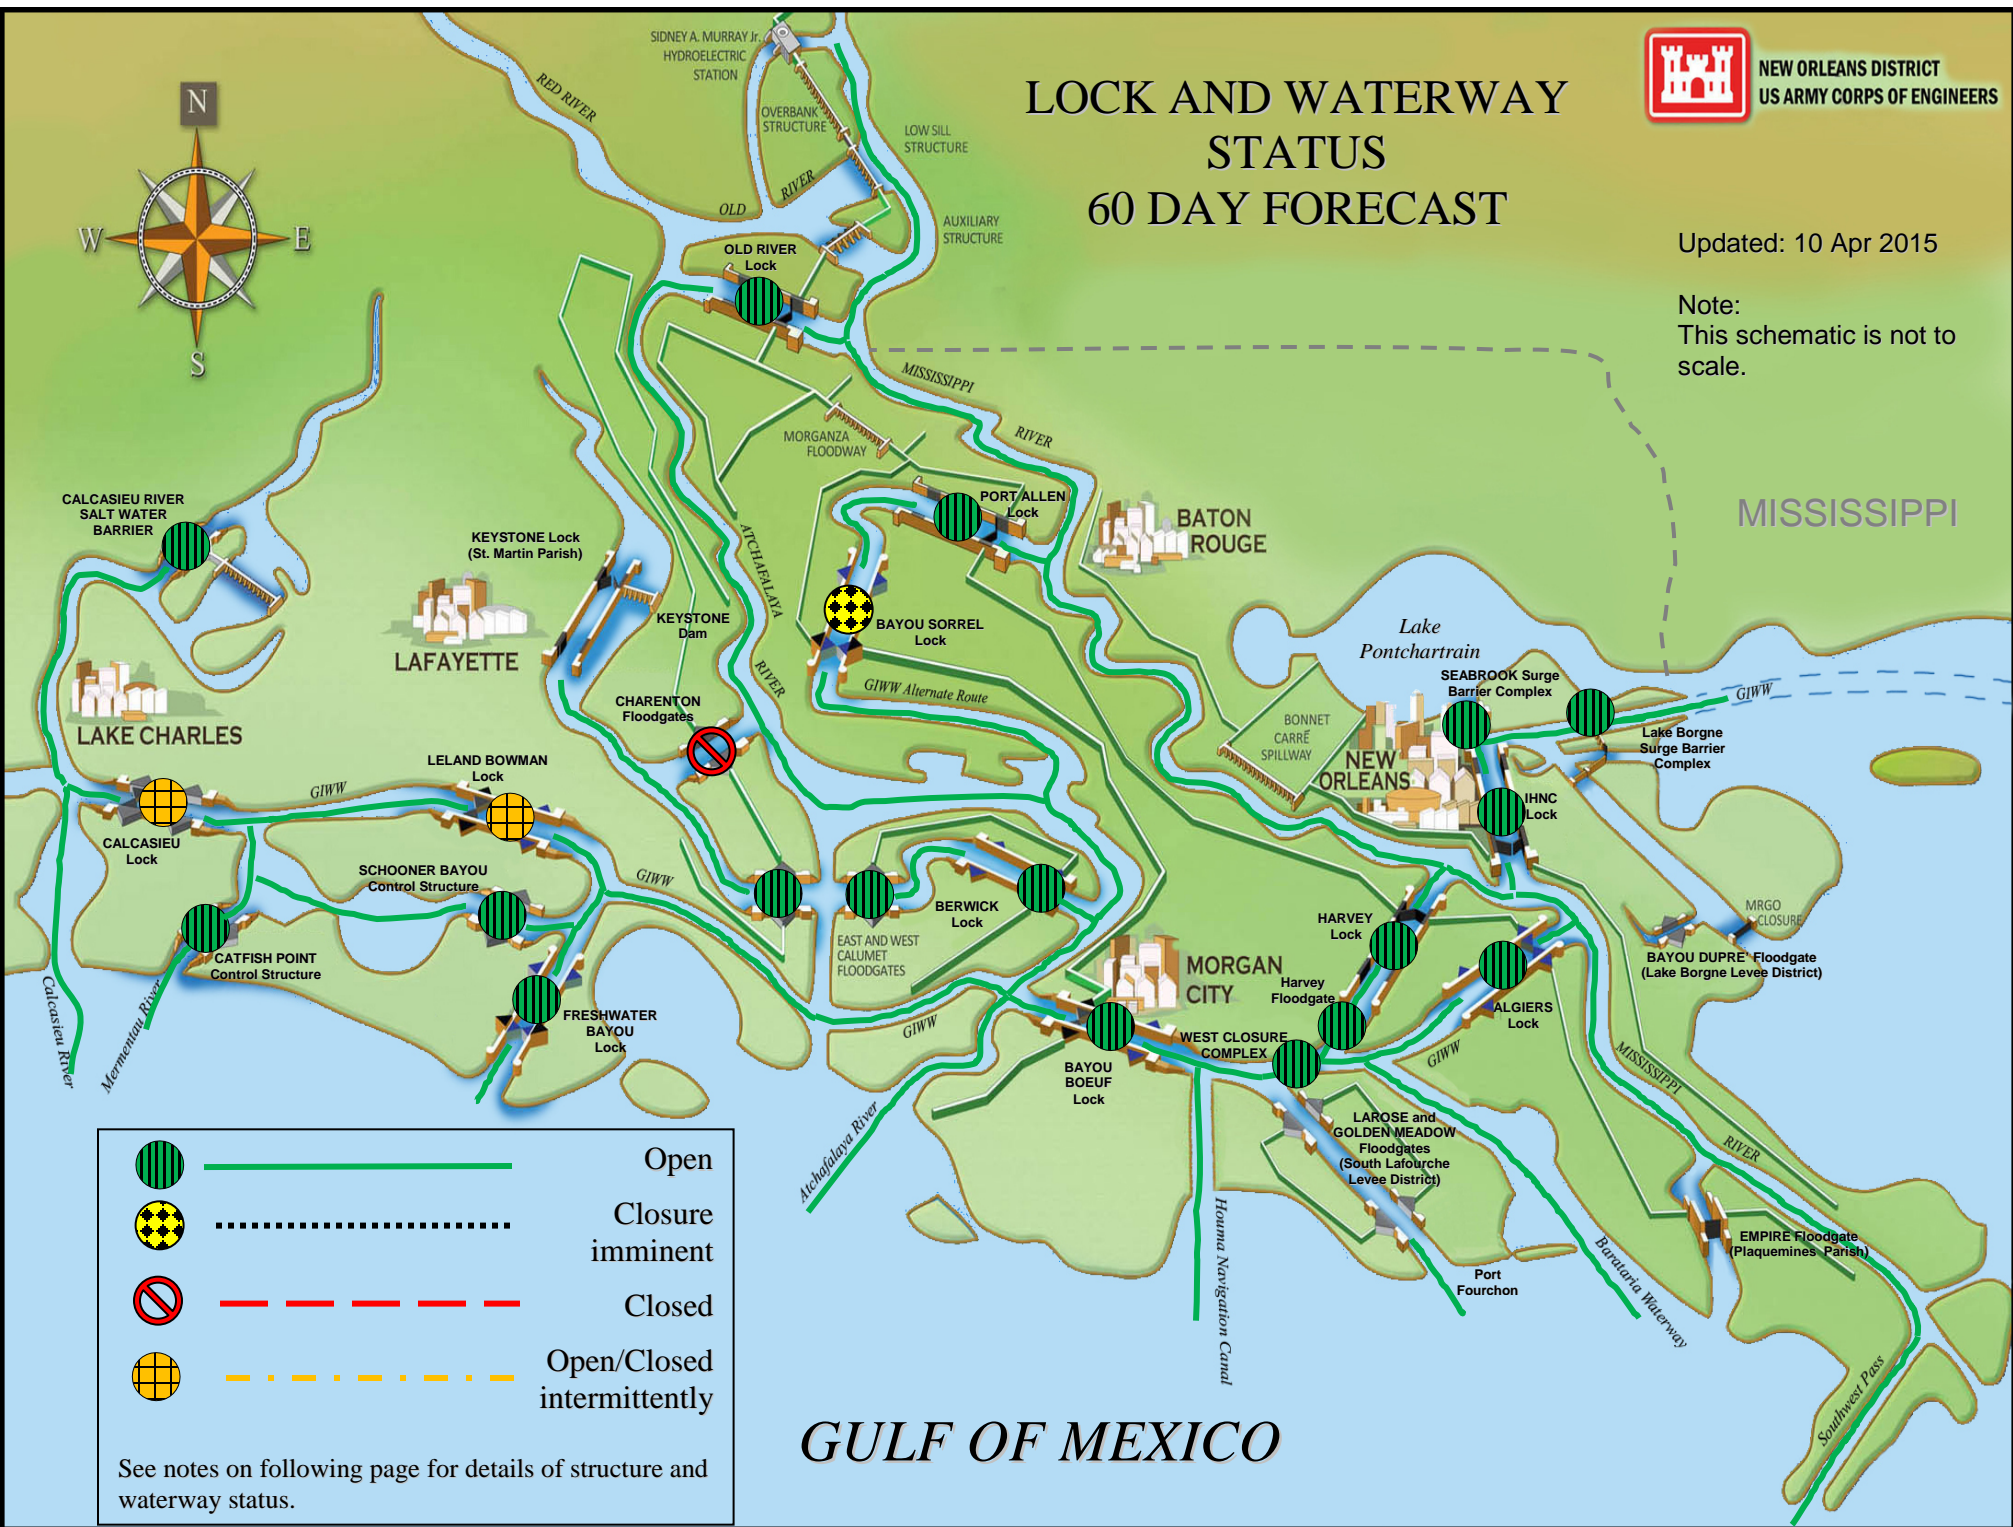 SIDNEY A. MURRAY Jr.
HYDROELECTRIC
STATION
RED RIVER
OVERBANK
STRUCTURE
LOW SILL
STRUCTURE
OLD
RIVER
AUXILIARY
STRUCTURE
LOCK AND WATERWAY
STATUS
60 DAY FORECAST
NEW ORLEANS DISTRICT
US ARMY CORPS OF ENGINEERS
Updated: 10 Apr 2015
Note:
This schematic is not to
scale.
N
W
E
S
OLD RIVER
Lock
MISSISSIPPI
RIVER
MORGANZA
FLOODWAY
MISSISSIPPI
CALCASIEU RIVER
SALT WATER
BARRIER
KEYSTONE Lock
(St. Martin Parish)
PORT ALLEN
Lock
BATON
ROUGE
ATCHAFALAYA
RIVER
KEYSTONE
Dam
BAYOU SORREL
Lock
LAFAYETTE
GIWW Alternate Route
Lake
Pontchartrain
SEABROOK Surge
Barrier Complex
GIWW
CHARENTON
Floodgates
LAKE CHARLES
BONNET
CARRÉ
SPILLWAY
NEW
ORLEANS
Lake Borgne
Surge Barrier
Complex
LELAND BOWMAN
Lock
GIWW
IHNC
Lock
CALCASIEU
Lock
SCHOONER BAYOU
Control Structure
GIWW
BERWICK
Lock
HARVEY
Lock
MRGO
CLOSURE
EAST AND WEST
CALUMET
FLOODGATES
CATFISH POINT
Control Structure
MORGAN
CITY
Harvey
Floodgate
BAYOU DUPRE' Floodgate
(Lake Borgne Levee District)
ALGIERS
Lock
Calcasieu River
Mermentau River
FRESHWATER
BAYOU
Lock
GIWW
WEST CLOSURE
COMPLEX
GIWW
MISSISSIPPI
RIVER
BAYOU
BOEUF
Lock
Atchafalaya River
LAROSE and
GOLDEN MEADOW
Floodgates
(South Lafourche
Levee District)
Houma Navigation Canal
EMPIRE Floodgate
(Plaquemines Parish)
Port
Fourchon
Barataria Waterway
Southwest Pass
Open
Closure
imminent
Closed
Open/Closed
intermittently
See notes on following page for details of structure and
waterway status.
GULF OF MEXICO